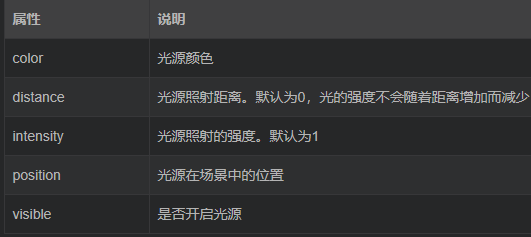 属性 说明
color 光源颜色
distance 光源照射距离。默认为0，光的强度不会随着距离增加而减少
intensity 光源照射的强度。默认为1
position 光源在场景中的位置
visible 是否开启光源